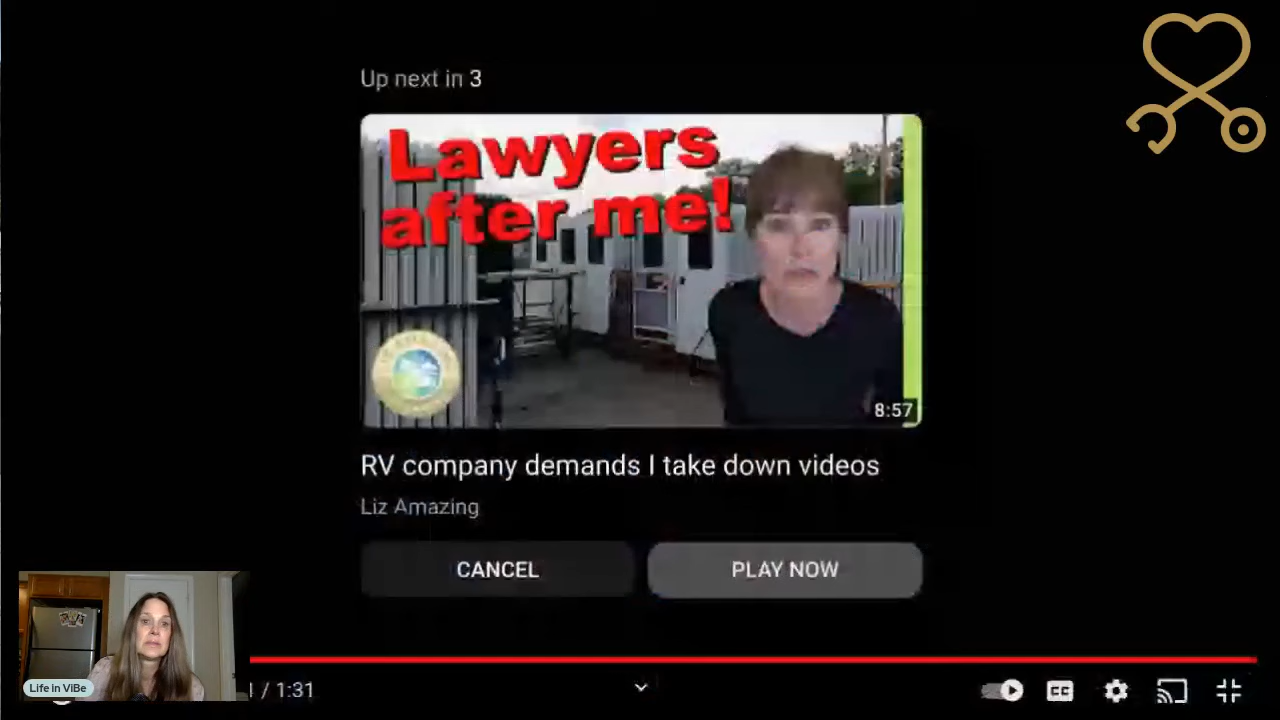 Up next in 3
Lawyers
after me!
8:57
RV company demands I take down videos
Liz Amazing
CANCEL
PLAY NOW
Life in ViBe
/ 1:31
CC